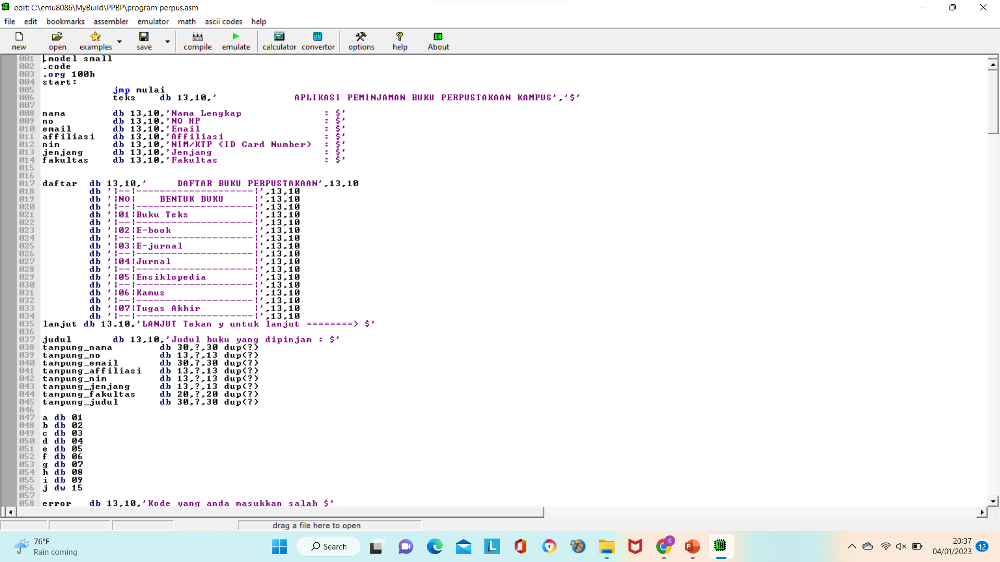 edit: C:\emu8086\MyBuild\PPBP\program perpus.asm
file edit bookmarks assembler emulator math ascii codes help
new open examples save compile emulate calculator convertor options help About
001 .model small
002 .code
003 .org 100h
004 start:
005 jmp mulai
006 teks db 13,10,' APLIKASI PEMINJAMAN BUKU PERPUSTAKAAN KAMPUS','$'
007
008 nama db 13,10,'Nama Lengkap : $'
009 no db 13,10,'NO HP : $'
010 email db 13,10,'Email : $'
011 affiliasi db 13,10,'Affiliasi : $'
012 nim db 13,10,'NIM/KTP (ID Card Number) : $'
013 jenjang db 13,10,'Jenjang : $'
014 fakultas db 13,10,'Fakultas : $'
015
016
017 daftar db 13,10,' DAFTAR BUKU PERPUSTAKAAN',13,10
018 db '|--|--------------------|',13,10
019 db '|NO| BENTUK BUKU |',13,10
020 db '|--|--------------------|',13,10
021 db '|01|Buku Teks |',13,10
022 db '|--|--------------------|',13,10
023 db '|02|E-book |',13,10
024 db '|--|--------------------|',13,10
025 db '|03|E-jurnal |',13,10
026 db '|--|--------------------|',13,10
027 db '|04|Jurnal |',13,10
028 db '|--|--------------------|',13,10
029 db '|05|Ensiklopedia |',13,10
030 db '|--|--------------------|',13,10
031 db '|06|Kamus |',13,10
032 db '|--|--------------------|',13,10
033 db '|07|Tugas Akhir |',13,10
034 db '|--|--------------------|',13,10
035 lanjut db 13,10,'LANJUT Tekan y untuk lanjut ========> $'
036
037 judul db 13,10,'Judul buku yang dipinjam : $'
038 tampung_nama db 30,?,30 dup(?)
039 tampung_no db 13,?,13 dup(?)
040 tampung_email db 30,?,30 dup(?)
041 tampung_affiliasi db 13,?,13 dup(?)
042 tampung_nim db 13,?,13 dup(?)
043 tampung_jenjang db 13,?,13 dup(?)
044 tampung_fakultas db 20,?,20 dup(?)
045 tampung_judul db 30,?,30 dup(?)
046
047 a db 01
048 b db 02
049 c db 03
050 d db 04
051 e db 05
052 f db 06
053 g db 07
054 h db 08
055 i db 09
056 j dw 15
057
058 error db 13,10,'Kode yang anda masukkan salah $'
drag a file here to open
76°F
Rain coming
Search
20:37
04/01/2023
12